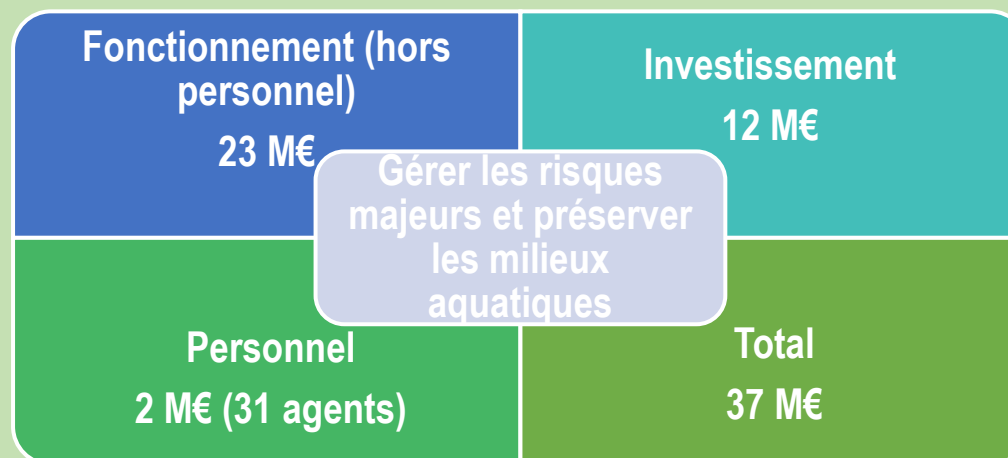 Fonctionnement (hors
personnel)
23 M€
Investissement
12 M€
Gérer les risques
majeurs et préserver
les milieux
aquatiques
Personnel
2 M€ (31 agents)
Total
37 M€